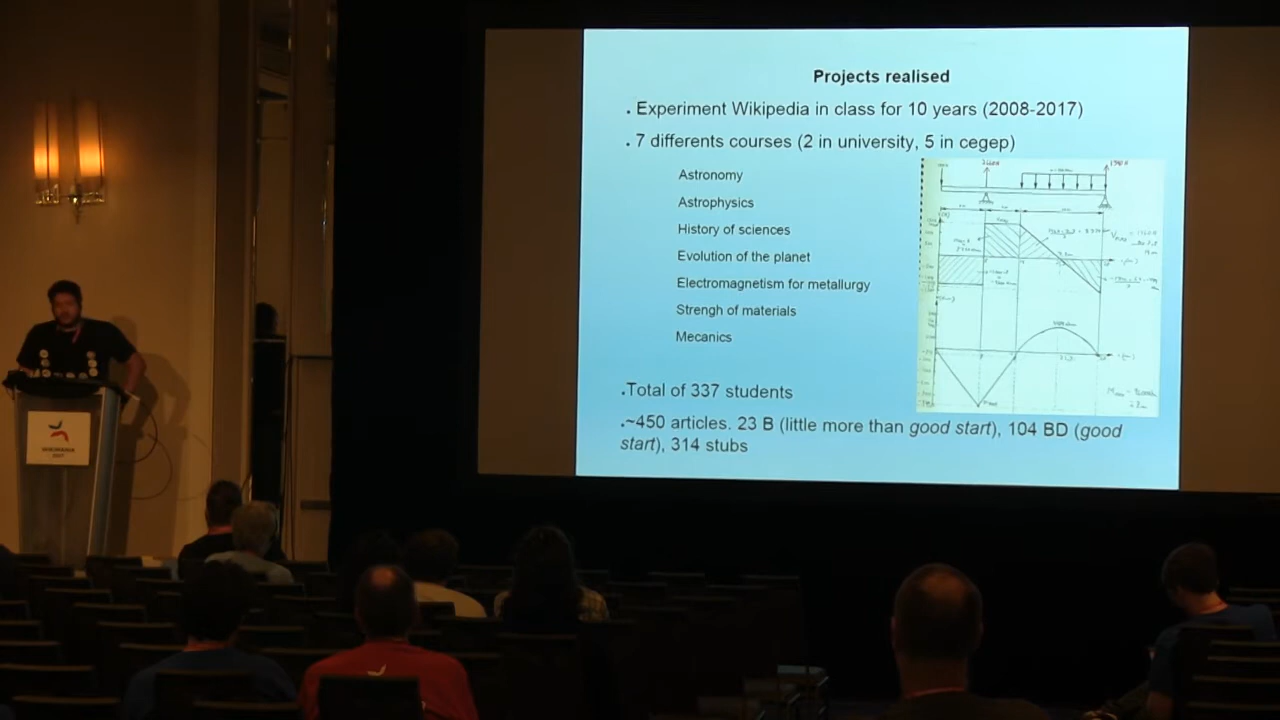 Projects realised
. Experiment Wikipedia in class for 10 years (2008-2017)
. 7 differents courses (2 in university, 5 in cegep)
Astronomy
Astrophysics
History of sciences
Evolution of the planet
Electromagnetism for metallurgy
Strengh of materials
Mecanics
.Total of 337 students
.~450 articles. 23 B (little more than good start), 104 BD (good
start), 314 stubs
WIKIMANIA
2017